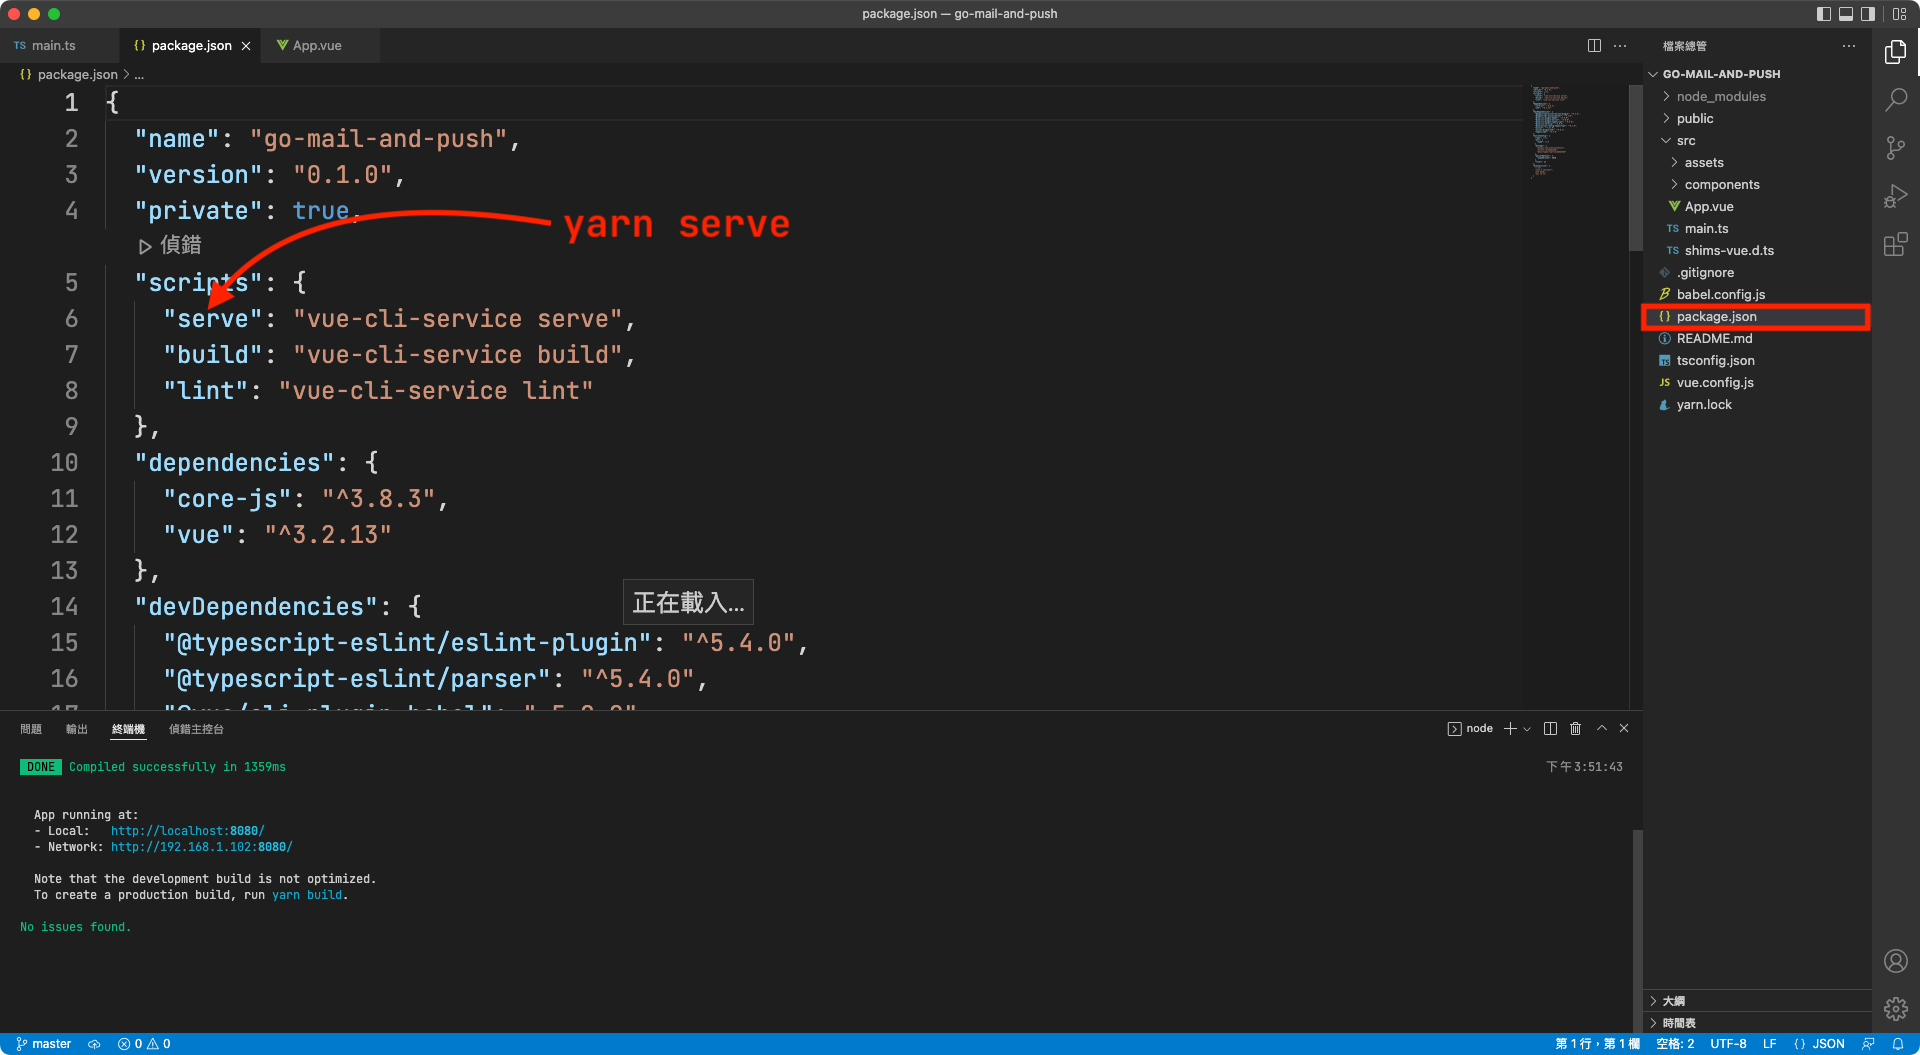 package.json — go-mail-and-push
TS main.ts
{} package.json
App.vue
{} package.json > ...
1 {
2 "name": "go-mail-and-push",
3 "version": "0.1.0",
4 "private": true,
yarn serve
偵錯
5 "scripts": {
6 "serve": "vue-cli-service serve",
7 "build": "vue-cli-service build",
8 "lint": "vue-cli-service lint"
9 },
10 "dependencies": {
11 "core-js": "^3.8.3",
12 "vue": "^3.2.13"
13 },
14 "devDependencies": {
正在載入...
15 "@typescript-eslint/eslint-plugin": "^5.4.0",
16 "@typescript-eslint/parser": "^5.4.0",
問題 輸出 終端機 偵錯主控台
node
DONE Compiled successfully in 1359ms
下午3:51:43
App running at:
- Local: http://localhost:8080/
- Network: http://192.168.1.102:8080/
Note that the development build is not optimized.
To create a production build, run yarn build.
No issues found.
檔案總管
GO-MAIL-AND-PUSH
node_modules
public
src
assets
components
App.vue
TS main.ts
TS shims-vue.d.ts
.gitignore
babel.config.js
{} package.json
README.md
tsconfig.json
JS vue.config.js
yarn.lock
大綱
時間表
master
0 0
第 1 行，第 1 欄
空格: 2
UTF-8
LF
{} JSON